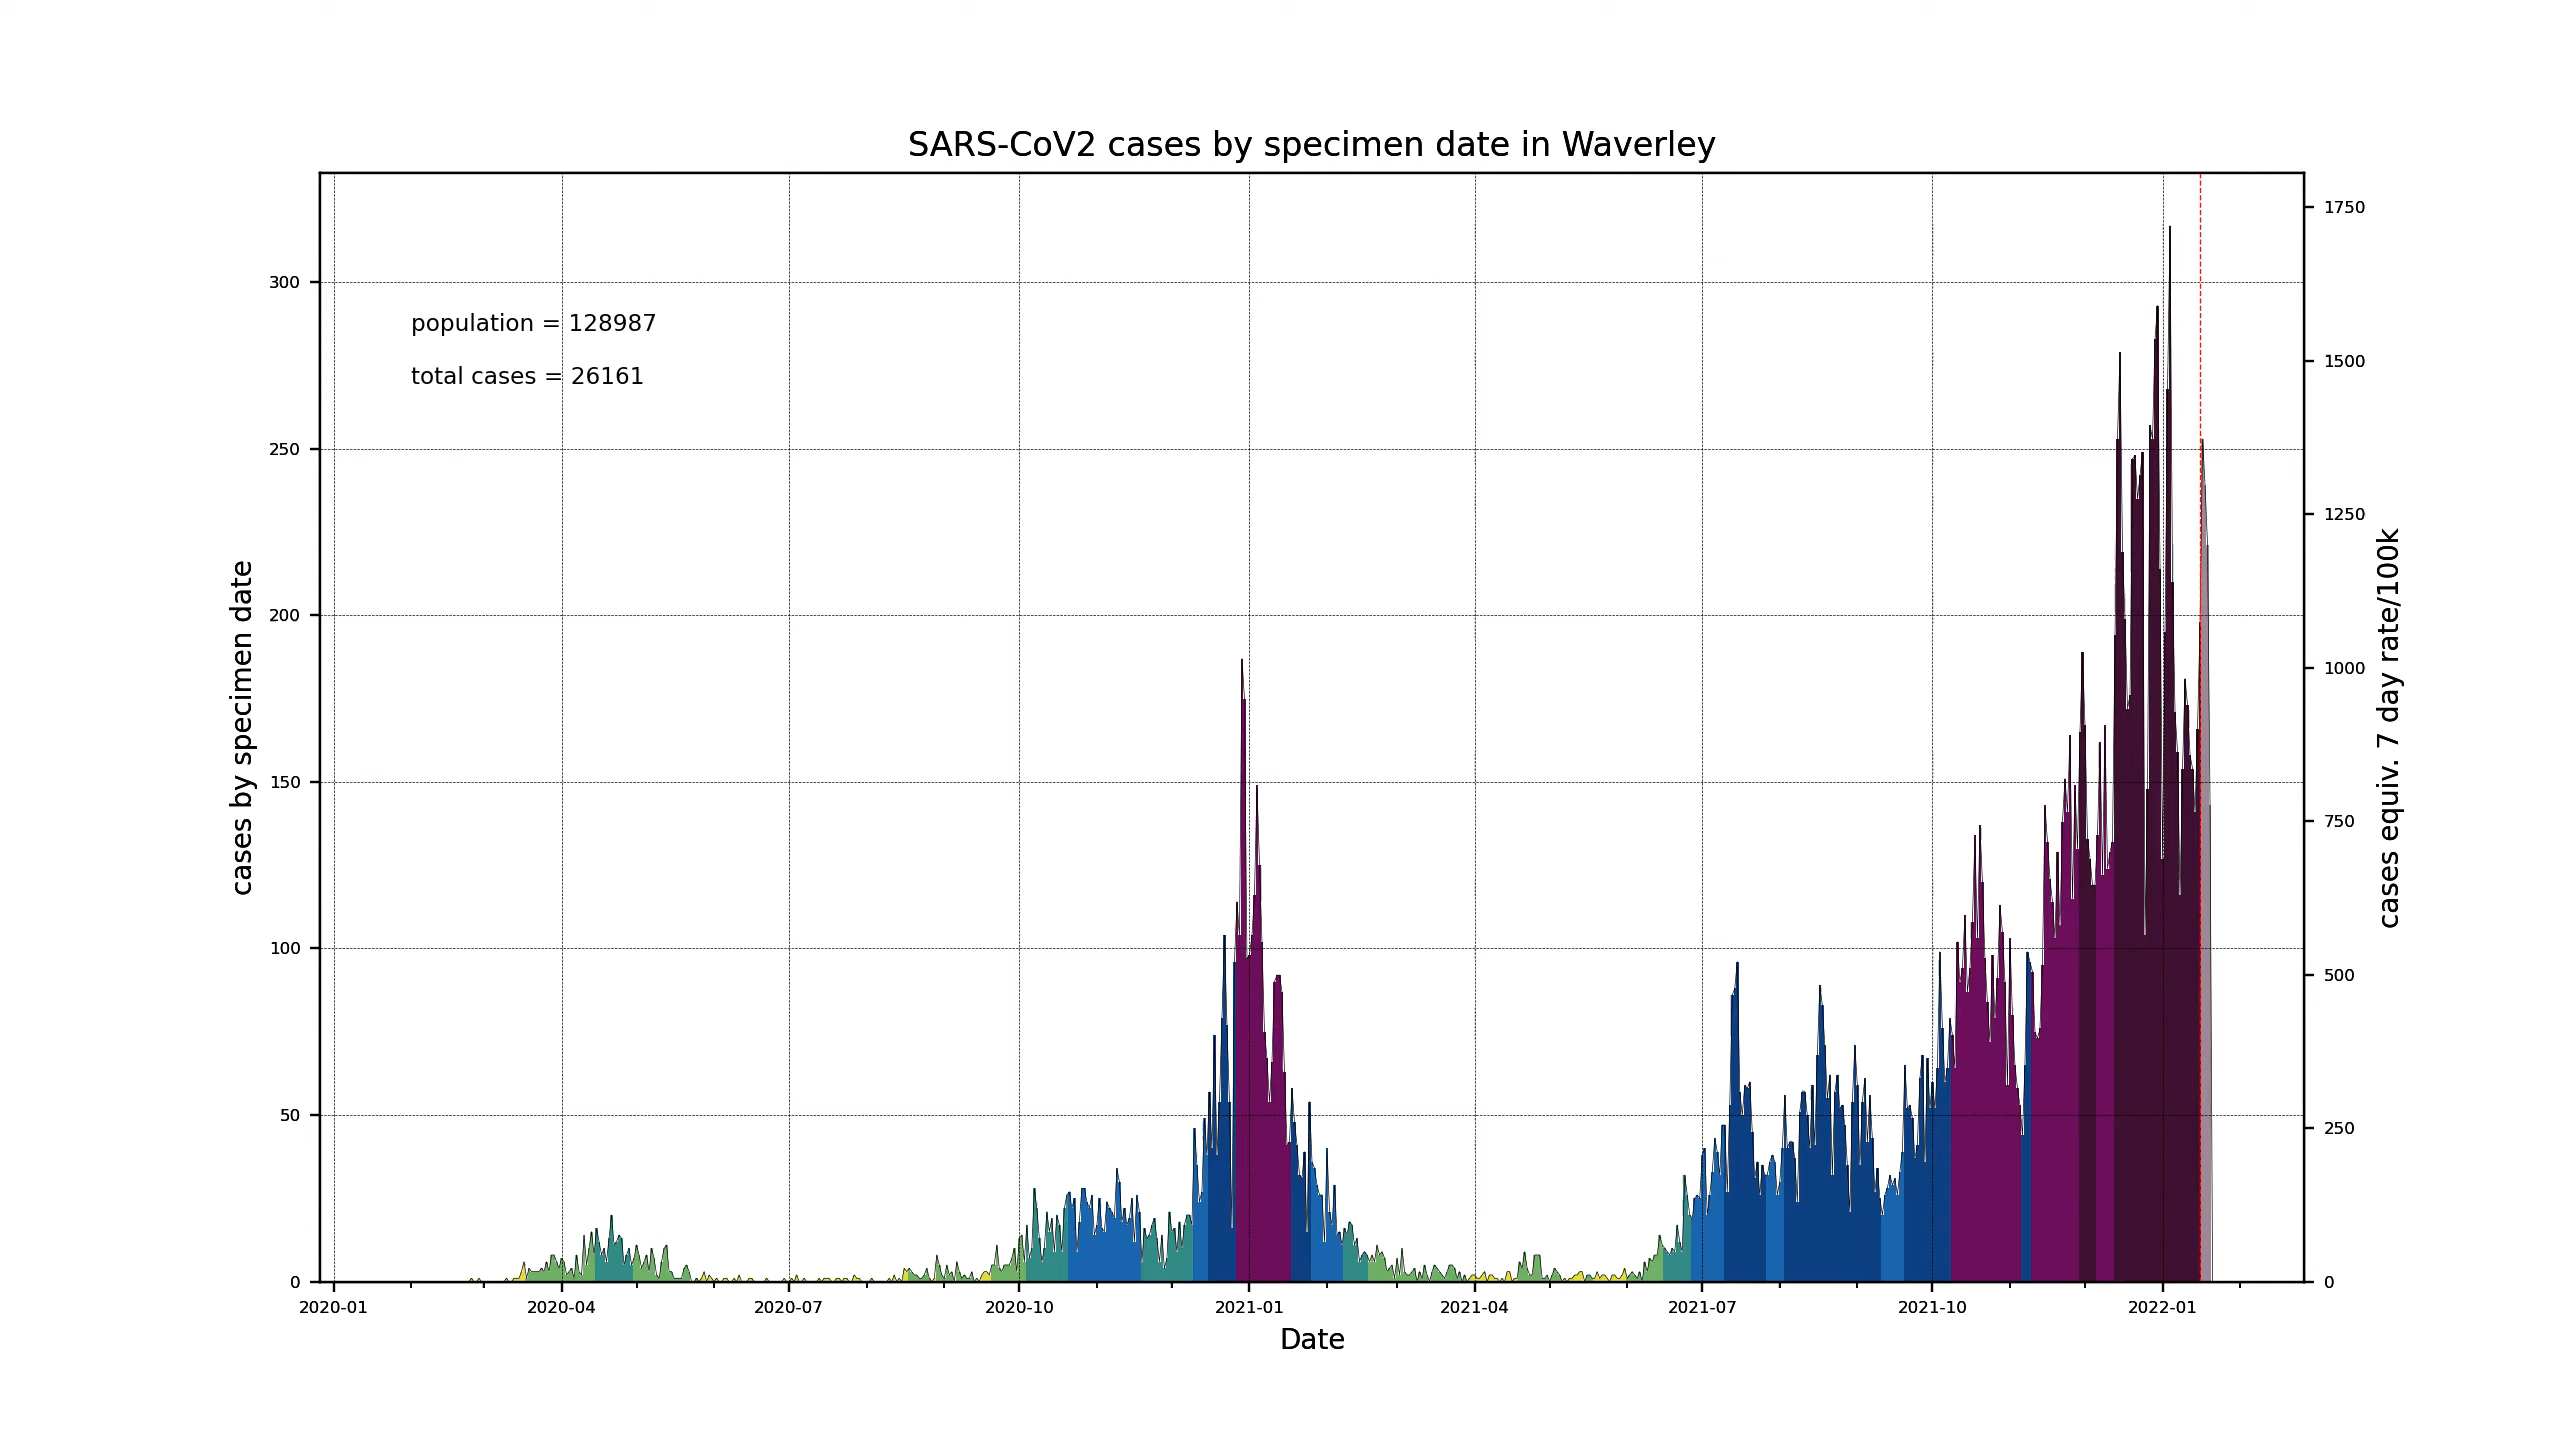 SARS-CoV2 cases by specimen date in Waverley
population = 128987
total cases = 26161
cases by specimen date
300
250
200
150
100
50
0
1750
1500
1250
1000
750
500
250
0
cases equiv. 7 day rate/100k
2020-01 2020-04 2020-07 2020-10 2021-01 2021-04 2021-07 2021-10 2022-01
Date